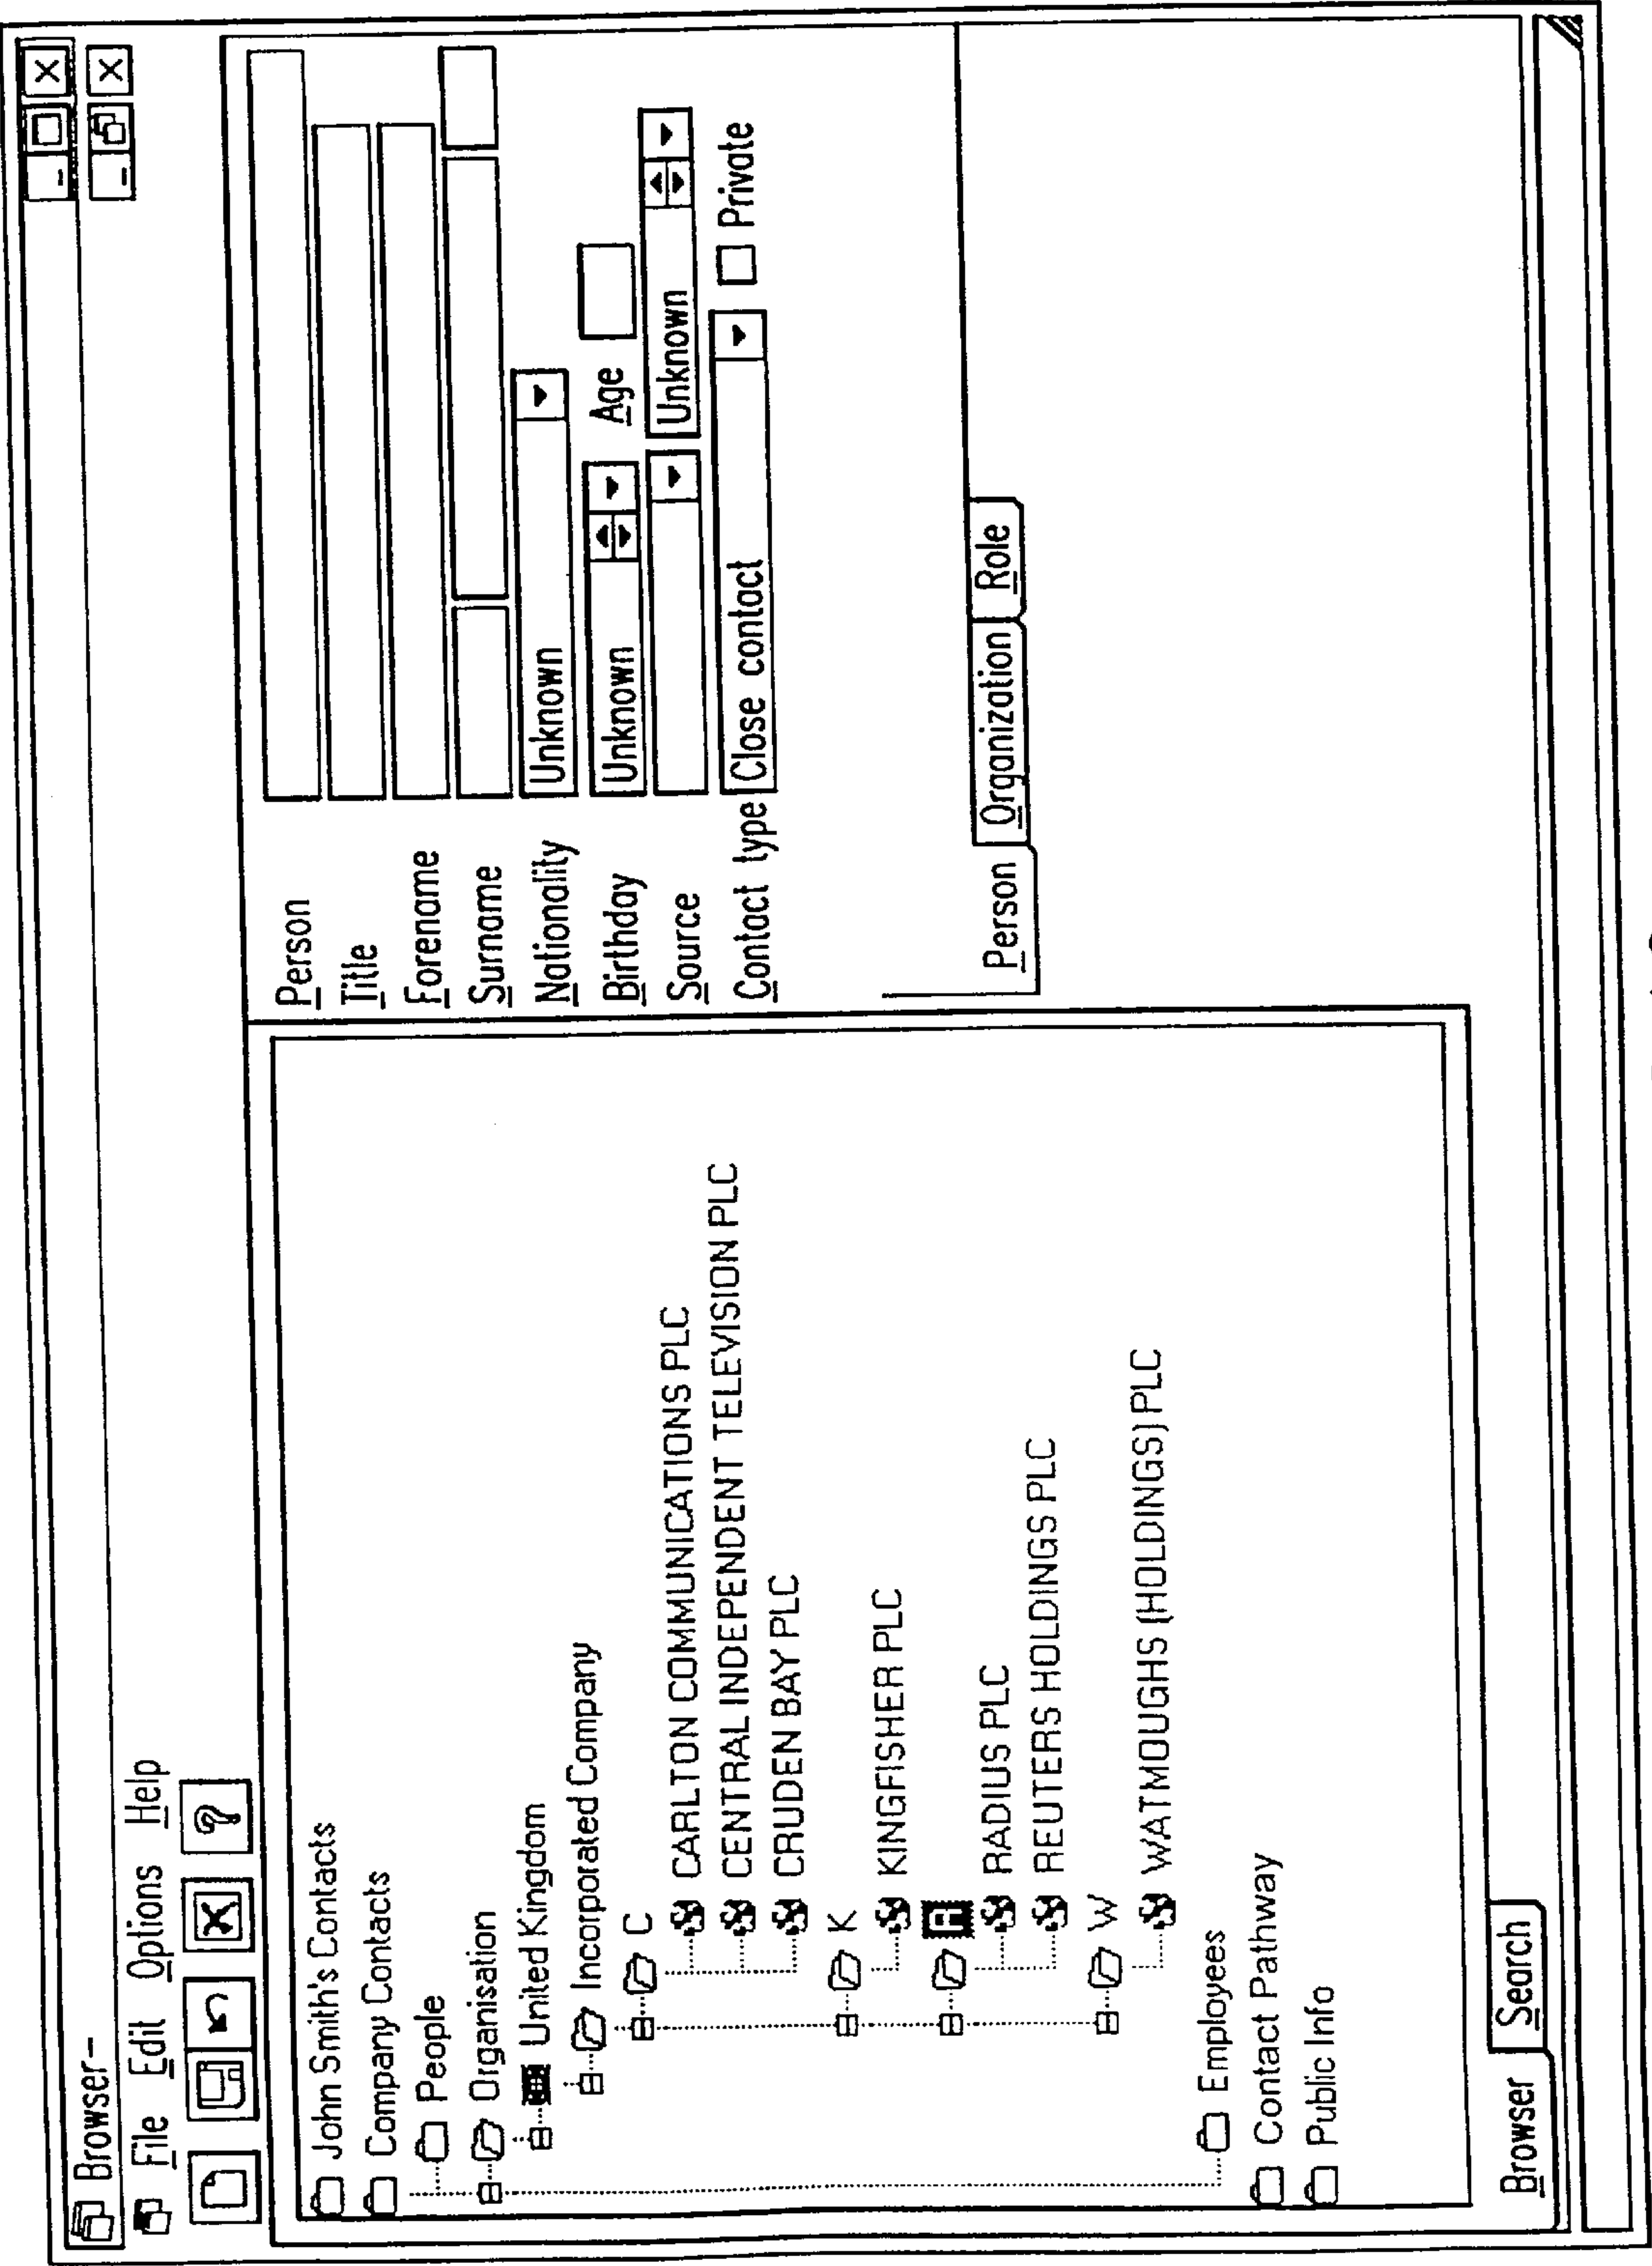 Browser-
File Edit Options Help
?
John Smith's Contacts
Company Contacts
People
Organisation
United Kingdom
Incorporated Company
C
CARLTON COMMUNICATIONS PLC
CENTRAL INDEPENDENT TELEVISION PLC
CRUDEN BAY PLC
K
KINGFISHER PLC
R
RADIUS PLC
REUTERS HOLDINGS PLC
W
WATMOUGHS (HOLDINGS) PLC
Employees
Contact Pathway
Public Info
Browser Search
Person
Title
Forename
Surname
Nationality Unknown
Birthday Unknown Age
Source Unknown
Contact type Close contact Private
Person Organization Role